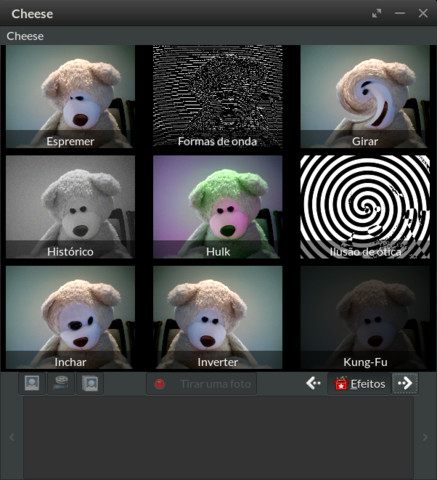 Cheese
Cheese
Espremer
Formas de onda
Girar
Histórico
Hulk
Ilusão de ótica
Inchar
Inverter
Kung-Fu
Tirar uma foto
Efeitos